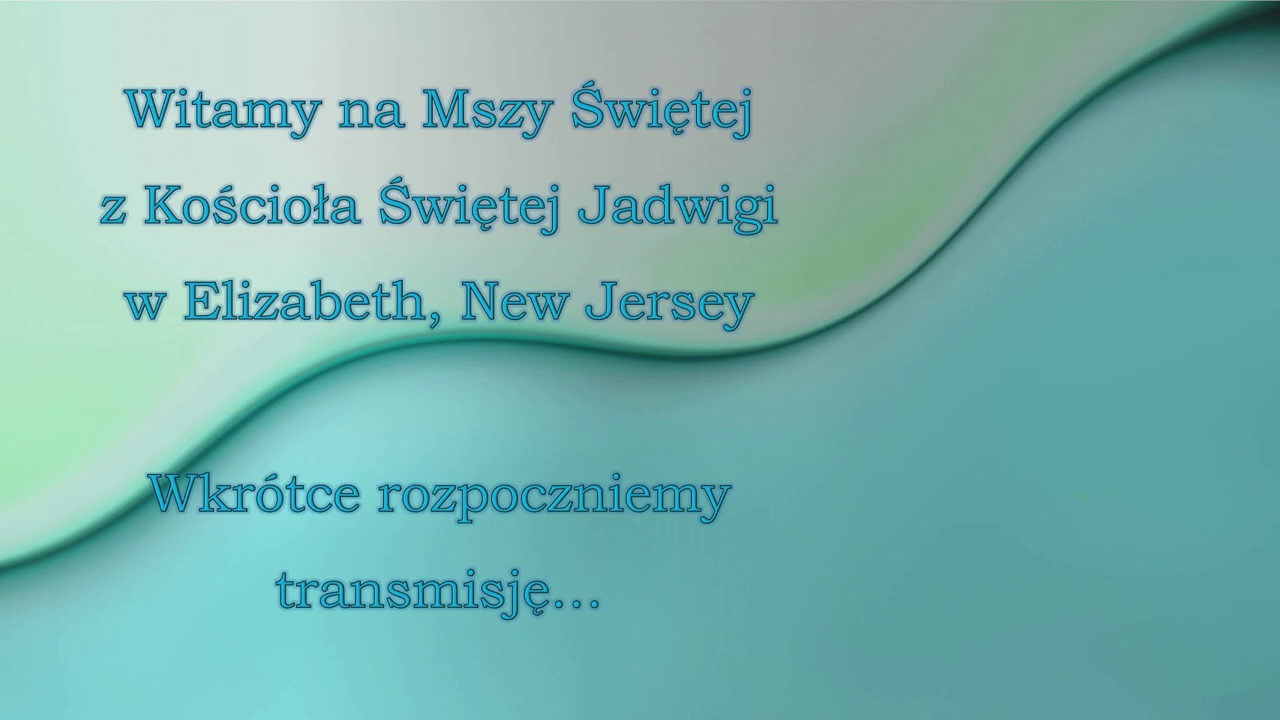 Witamy na Mszy Świętej
z Kościoła Świętej Jadwigi
w Elizabeth, New Jersey
Wkrótce rozpoczniemy
transmisję...